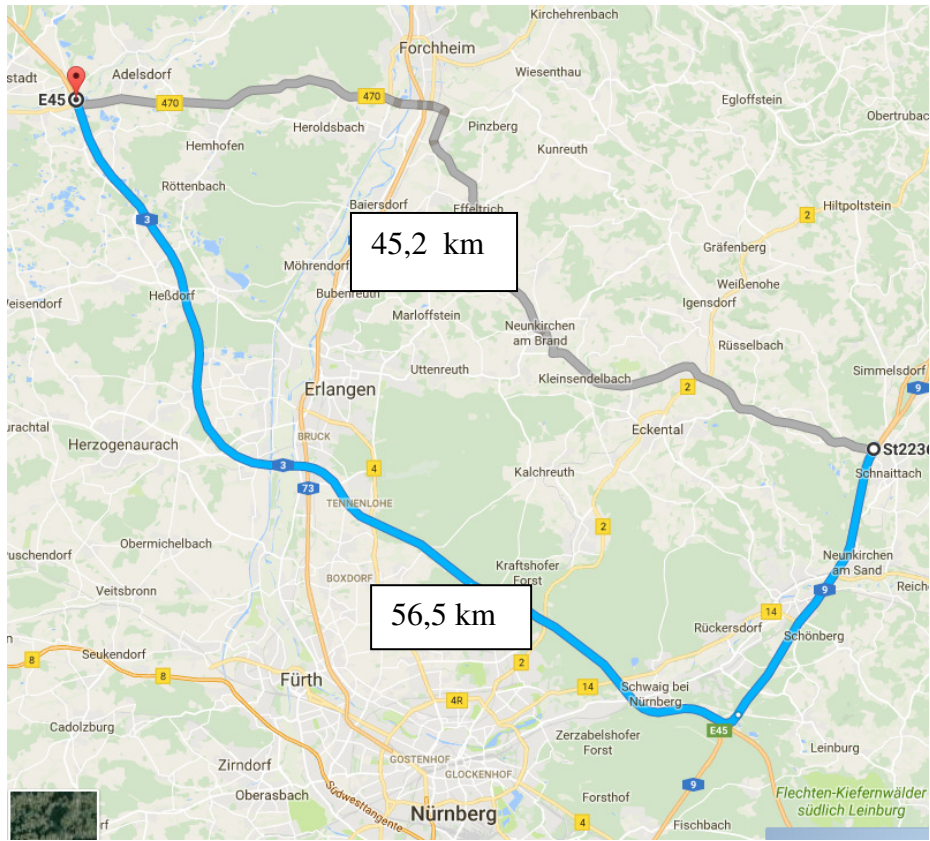 Kirchehrenbach
Forchheim
stadt
Adelsdorf
Wiesenthau
E45
470
470
Egloffstein
Heroldsbach
Pinzberg
Obertrubac
Hemhofen
Kunreuth
Röttenbach
Baiersdorf
Effeltrich
Hiltpoltstein
3
2
45,2 km
Gräfenberg
Möhrendorf
Weißenohe
Heßdorf
Bubenreuth
Igensdorf
eisendorf
Marloffstein
Neunkirchen
am Brand
Rüsselbach
Uttenreuth
Kleinsendelbach
Simmelsdorf
Erlangen
2
9
urachtal
Eckental
Herzogenaurach
BRUCK
St2236
3
4
Kalchreuth
Schnaittach
73
TENNENLOHE
2
Obermichelbach
uschendorf
Kraftshofer
Forst
Neunkirchen
am Sand
BOXDORF
Veitsbronn
9
Reiche
56,5 km
14
Rückersdorf
Schönberg
Seukendorf
8
8
2
Fürth
14
Schwaig bei
Nürnberg
4R
Cadolzburg
Zerzabelshofer
Forst
E45
Leinburg
GOSTENHOF
Zirndorf
GLOCKENHOF
9
Oberasbach
Südwesttangente
Forsthof
Flechten-Kiefernwälder
südlich Leinburg
Nürnberg
4
Fischbach
rf